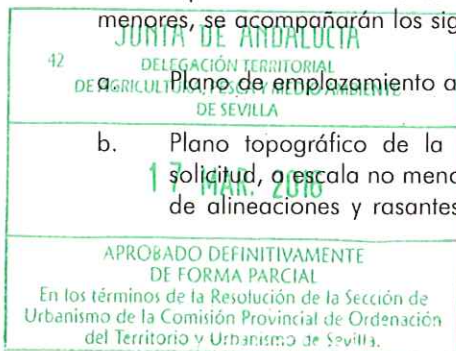 menores, se acompañarán los sig
JUNTA DE ANDALUCIA
42
DELEGACIÓN TERRITORIAL
DE AGRICULTURA, PESCA Y MEDIO AMBIENTE
DE SEVILLA
a. Plano de emplazamiento a
b. Plano topográfico de la
solicitud, a escala no meno
17 MAR. 2016
de alineaciones y rasantes
APROBADO DEFINITIVAMENTE
DE FORMA PARCIAL
En los términos de la Resolución de la Sección de
Urbanismo de la Comisión Provincial de Ordenación
del Territorio y Urbanismo de Sevilla.